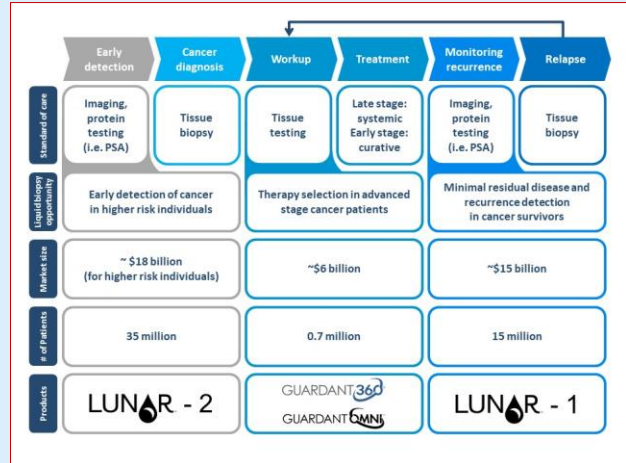 Early
detection
Cancer
diagnosis
Workup
Treatment
Monitoring
recurrence
Relapse
Standard of care
Imaging,
protein
testing
(i.e. PSA)
Tissue
biopsy
Tissue
testing
Late stage:
systemic
Early stage:
curative
Imaging,
protein
testing
(i.e. PSA)
Tissue
biopsy
Liquid biopsy
opportunity
Early detection of cancer
in higher risk individuals
Therapy selection in advanced
stage cancer patients
Minimal residual disease and
recurrence detection
in cancer survivors
Market size
~ $18 billion
(for higher risk individuals)
~$6 billion
~$15 billion
# of Patients
35 million
0.7 million
15 million
Products
LUNAR - 2
GUARDANT360
GUARDANTOMNI
LUNAR - 1